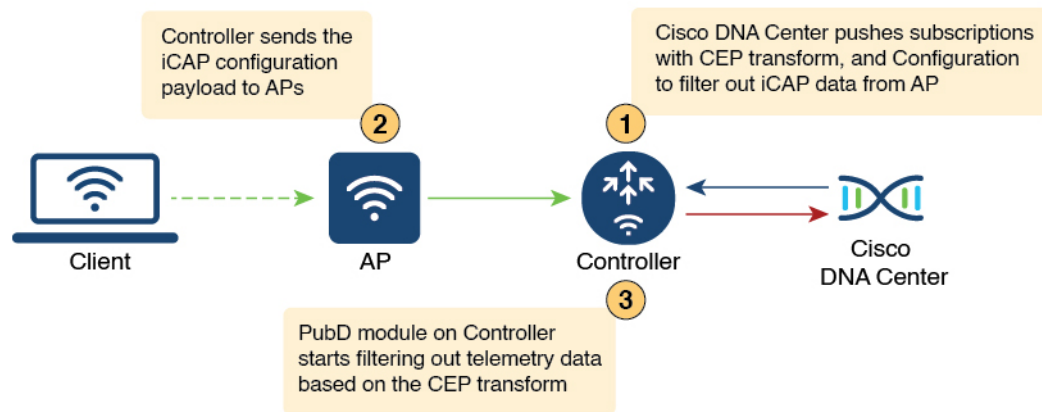 Controller sends the
iCAP configuration
payload to APs
Cisco DNA Center pushes subscriptions
with CEP transform, and Configuration
to filter out iCAP data from AP
2
1
Client
AP
Controller
Cisco
DNA Center
3
PubD module on Controller
starts filtering out telemetry data
based on the CEP transform